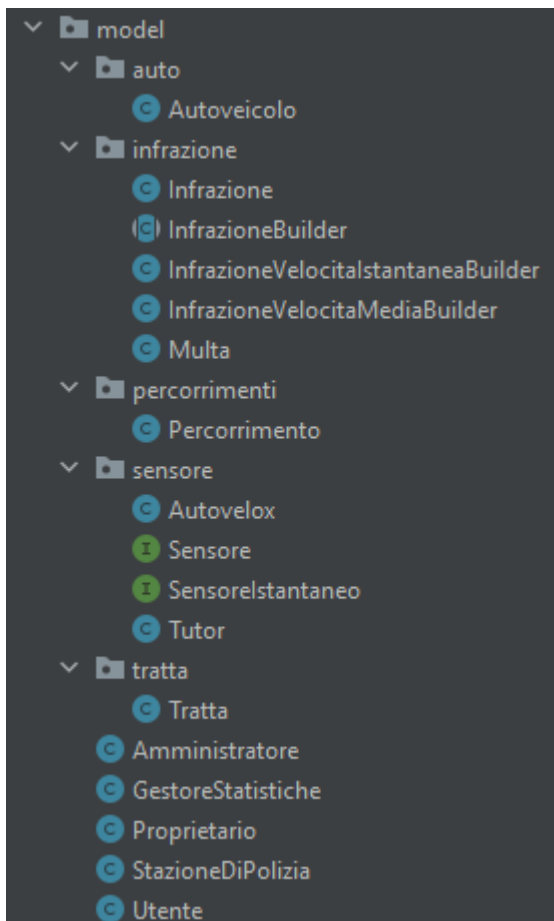 model
auto
C Autoveicolo
infrazione
C Infrazione
C InfrazioneBuilder
C InfrazioneVelocitaIstantaneaBuilder
C InfrazioneVelocitaMediaBuilder
C Multa
percorrimenti
C Percorrimento
sensore
C Autovelox
I Sensore
I SensoreIstantaneo
C Tutor
tratta
C Tratta
C Amministratore
C GestoreStatistiche
C Proprietario
C StazioneDiPolizia
C Utente